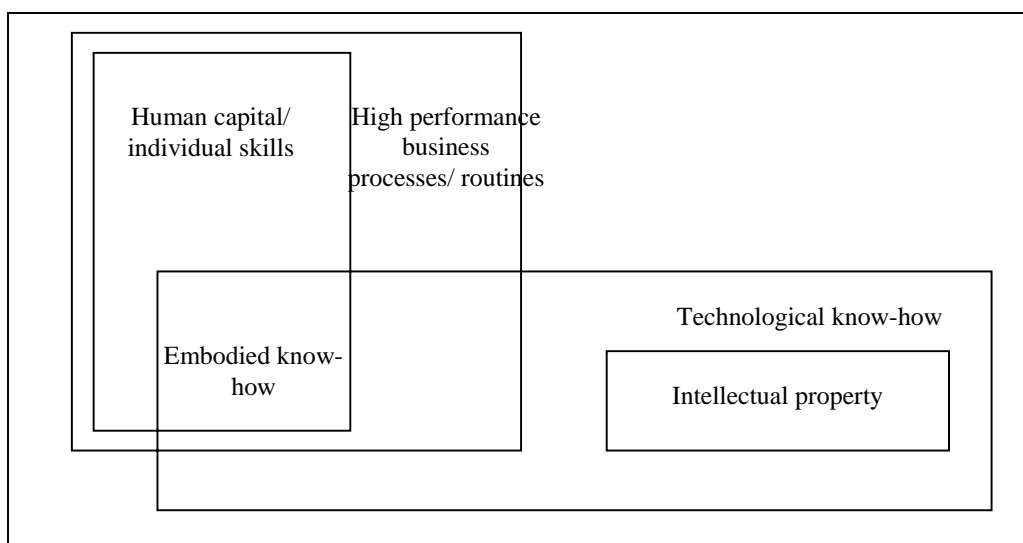 Human capital/
individual skills
High performance
business
processes/ routines
Technological know-how
Embodied know-
how
Intellectual property